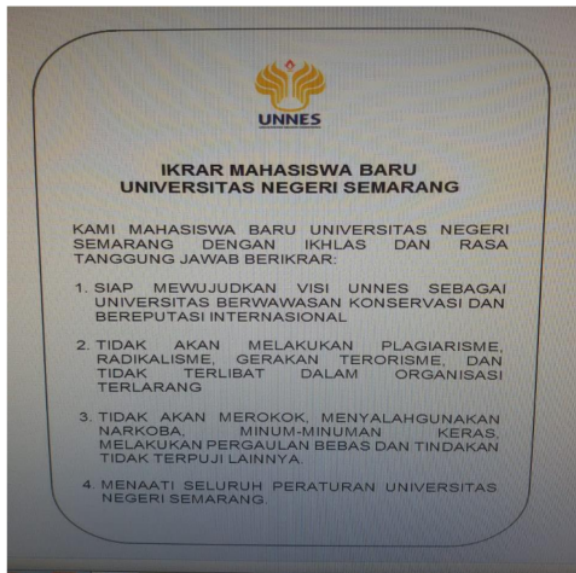 UNNES
IKRAR MAHASISWA BARU
UNIVERSITAS NEGERI SEMARANG
KAMI MAHASISWA BARU UNIVERSITAS NEGERI
SEMARANG DENGAN IKHLAS DAN RASA
TANGGUNG JAWAB BERIKRAR:
1. SIAP MEWUJUDKAN VISI UNNES SEBAGAI
UNIVERSITAS BERWAWASAN KONSERVASI DAN
BEREPUTASI INTERNASIONAL
2. TIDAK AKAN MELAKUKAN PLAGIARISME,
RADIKALISME, GERAKAN TERORISME, DAN
TIDAK TERLIBAT DALAM ORGANISASI
TERLARANG
3. TIDAK AKAN MEROKOK, MENYALAHGUNAKAN
NARKOBA, MINUM-MINUMAN KERAS,
MELAKUKAN PERGAULAN BEBAS DAN TINDAKAN
TIDAK TERPUJI LAINNYA.
4. MENAATI SELURUH PERATURAN UNIVERSITAS
NEGERI SEMARANG.